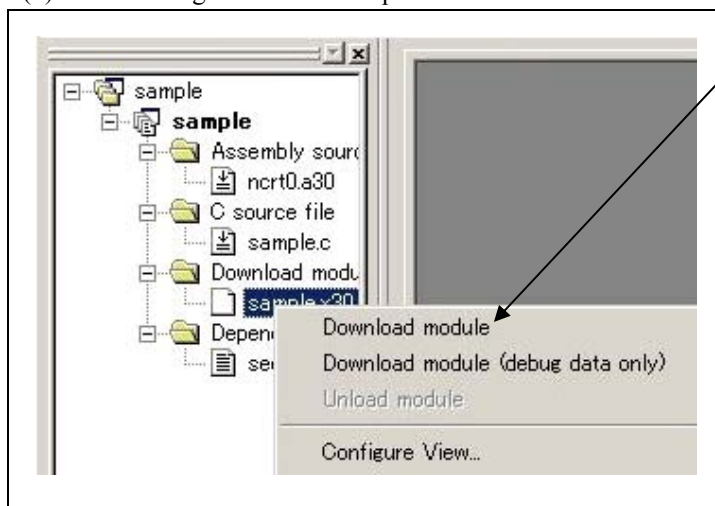 sample
sample
Assembly sourc
ncrt0.a30
C source file
sample.c
Download modu
sample.x30
Depen
se
Download module
Download module (debug data only)
Unload module
Configure View...